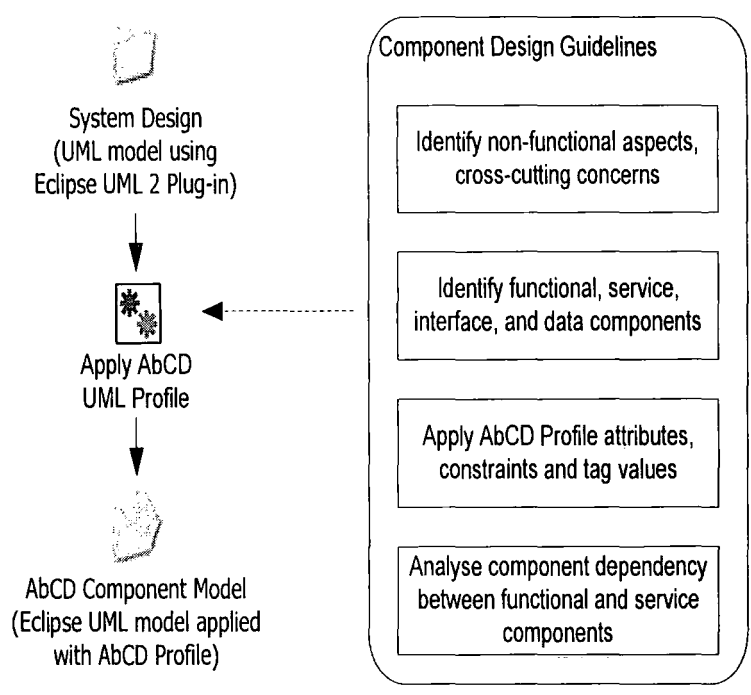 System Design
(UML model using
Eclipse UML 2 Plug-in)
Apply AbCD
UML Profile
AbCD Component Model
(Eclipse UML model applied
with AbCD Profile)
Component Design Guidelines
Identify non-functional aspects,
cross-cutting concerns
Identify functional, service,
interface, and data components
Apply AbCD Profile attributes,
constraints and tag values
Analyse component dependency
between functional and service
components